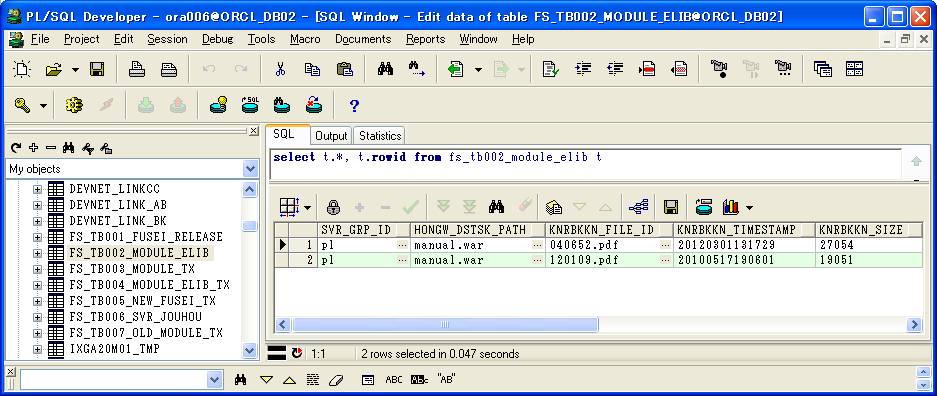 PL/SQL Developer - ora006@ORCL_DB02 - [SQL Window - Edit data of table FS_TB002_MODULE_ELIB@ORCL_DB02]
File Project Edit Session Debug Tools Macro Documents Reports Window Help
SQL
?
SQL Output Statistics
select t.*, t.rowid from fs_tb002_module_elib t
My objects
DEVNET_LINKCC
DEVNET_LINK_AB
DEVNET_LINK_BK
FS_TB001_FUSEI_RELEASE
FS_TB002_MODULE_ELIB
FS_TB003_MODULE_TX
FS_TB004_MODULE_ELIB_TX
FS_TB005_NEW_FUSEI_TX
FS_TB006_SVR_JOUHOU
FS_TB007_OLD_MODULE_TX
IXGA20M01_TMP
SVR_GRP_ID HONGW_DSTSK_PATH KNRBKKN_FILE_ID KNRBKKN_TIMESTAMP KNRBKKN_SIZE
1 pl ... manual.war ... 040652.pdf ... 20120301131729 27054
2 pl ... manual.war ... 120109.pdf ... 20100517190601 19051
1:1 2 rows selected in 0.047 seconds
ABC ABc "AB"